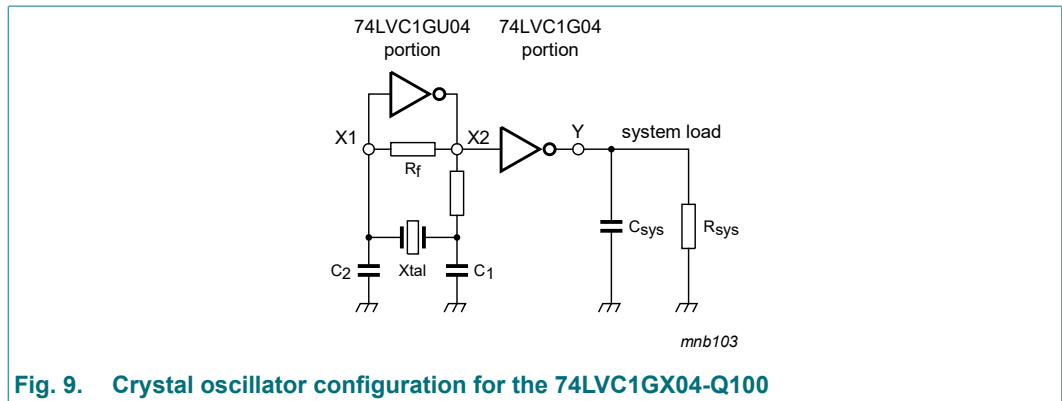 74LVC1GU04 74LVC1G04
portion portion
X1 X2 Y system load
Rf
Csys Rsys
C2 Xtal C1
mnb103
Fig. 9. Crystal oscillator configuration for the 74LVC1GX04-Q100